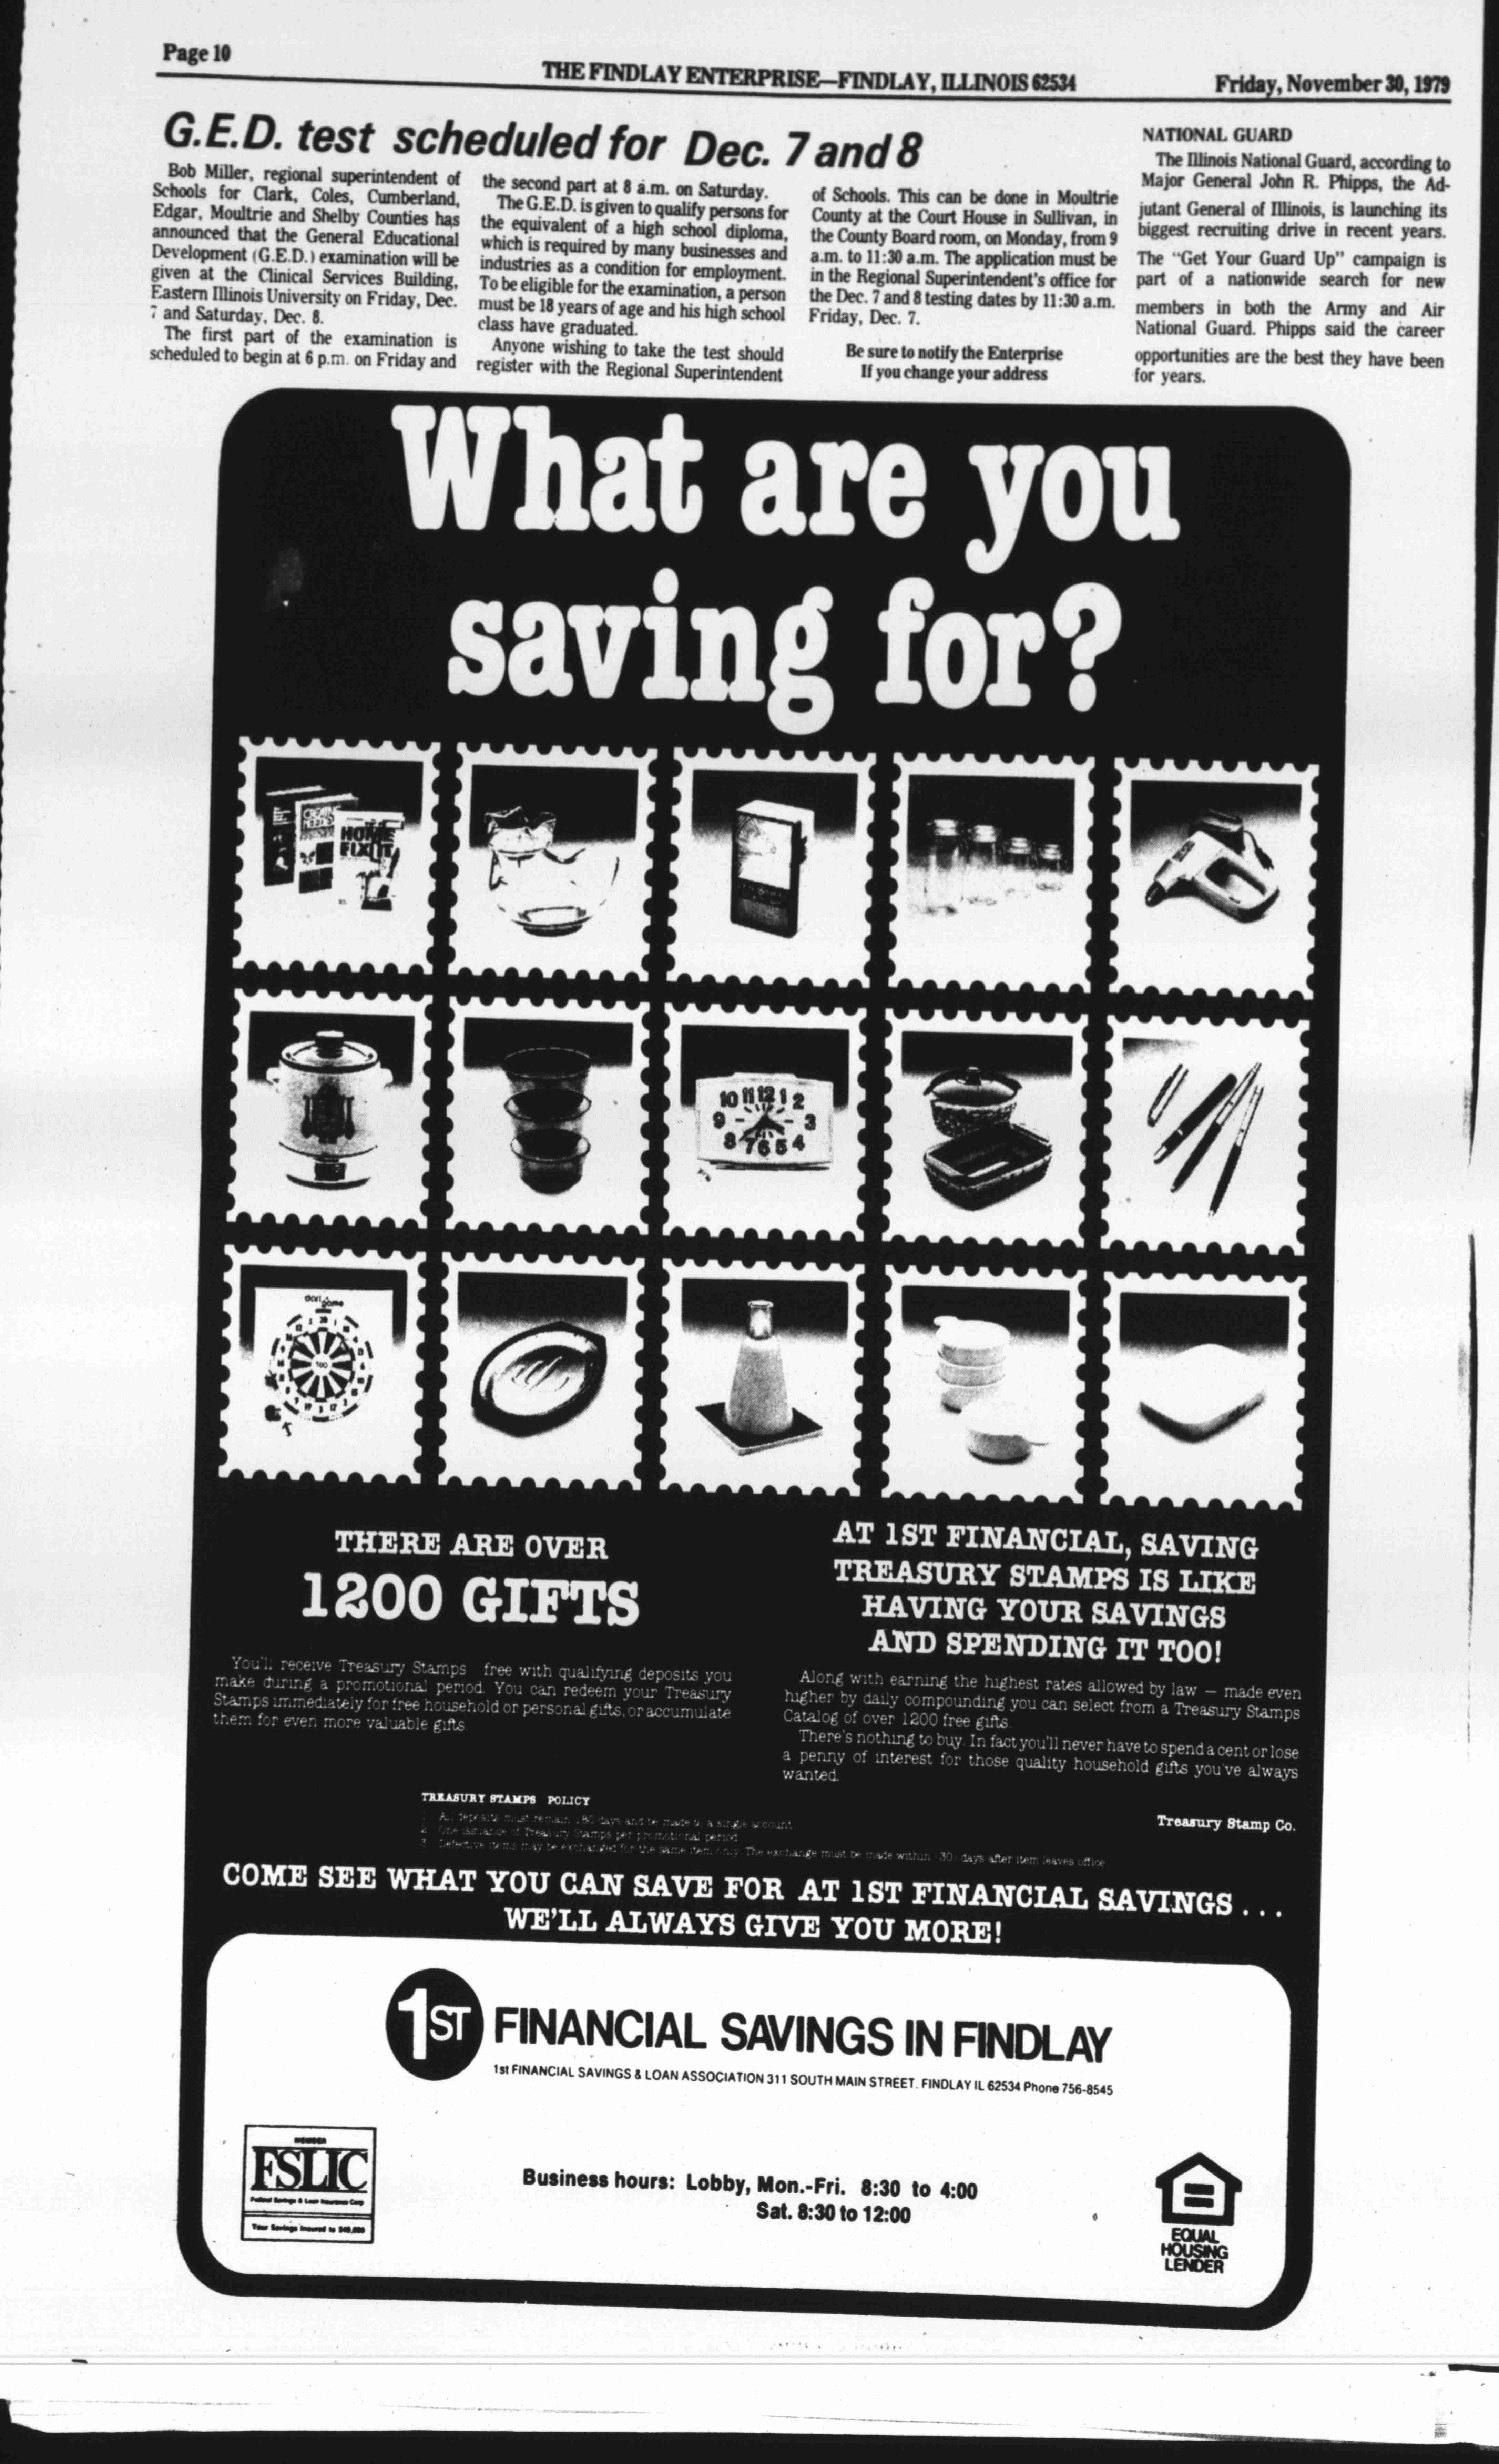 Page 10
THE FINDLAY ENTERPRISE—FINDLAY, ILLINOIS 62534
Friday, November 30, 1979
G.E.D. test scheduled for Dec. 7 and 8
Bob Miller, regional superintendent of
Schools for Clark, Coles, Cumberland,
Edgar, Moultrie and Shelby Counties has
announced that the General Educational
Development (G.E.D.) examination will be
given at the Clinical Services Building,
Eastern Illinois University on Friday, Dec.
7 and Saturday, Dec. 8.
The first part of the examination is
scheduled to begin at 6 p.m. on Friday and
the second part at 8 a.m. on Saturday.
The G.E.D. is given to qualify persons for
the equivalent of a high school diploma,
which is required by many businesses and
industries as a condition for employment.
To be eligible for the examination, a person
must be 18 years of age and his high school
class have graduated.
Anyone wishing to take the test should
register with the Regional Superintendent
of Schools. This can be done in Moultrie
County at the Court House in Sullivan, in
the County Board room, on Monday, from 9
a.m. to 11:30 a.m. The application must be
in the Regional Superintendent's office for
the Dec. 7 and 8 testing dates by 11:30 a.m.
Friday, Dec. 7.
Be sure to notify the Enterprise
If you change your address
NATIONAL GUARD
The Illinois National Guard, according to
Major General John R. Phipps, the Ad-
jutant General of Illinois, is launching its
biggest recruiting drive in recent years.
The "Get Your Guard Up" campaign is
part of a nationwide search for new
members in both the Army and Air
National Guard. Phipps said the career
opportunities are the best they have been
for years.
What are you
saving for?
HOME
FIXIT
10 11 12 1 2
9 3
8 7 6 5 4
dart game
THERE ARE OVER
1200 GIFTS
You'll receive Treasury Stamps free with qualifying deposits you
make during a promotional period. You can redeem your Treasury
Stamps immediately for free household or personal gifts, or accumulate
them for even more valuable gifts.
AT 1ST FINANCIAL, SAVING
TREASURY STAMPS IS LIKE
HAVING YOUR SAVINGS
AND SPENDING IT TOO!
Along with earning the highest rates allowed by law — made even
higher by daily compounding you can select from a Treasury Stamps
Catalog of over 1200 free gifts.
There's nothing to buy. In fact you'll never have to spend a cent or lose
a penny of interest for those quality household gifts you've always
wanted.
TREASURY STAMPS POLICY
1 All deposits must remain 180 days and be made to a single account
2 One issuance of Treasury Stamps per promotional period
3 Defective items may be exchanged for the same item only. The exchange must be made within 30 days after item leaves office
Treasury Stamp Co.
COME SEE WHAT YOU CAN SAVE FOR AT 1ST FINANCIAL SAVINGS . . .
WE'LL ALWAYS GIVE YOU MORE!
1ST FINANCIAL SAVINGS IN FINDLAY
1st FINANCIAL SAVINGS & LOAN ASSOCIATION 311 SOUTH MAIN STREET. FINDLAY IL 62534 Phone 756-8545
MEMBER
FSLIC
Federal Savings & Loan Insurance Corp
Your Savings Insured to $40,000
Business hours: Lobby, Mon.-Fri. 8:30 to 4:00
Sat. 8:30 to 12:00
EQUAL
HOUSING
LENDER